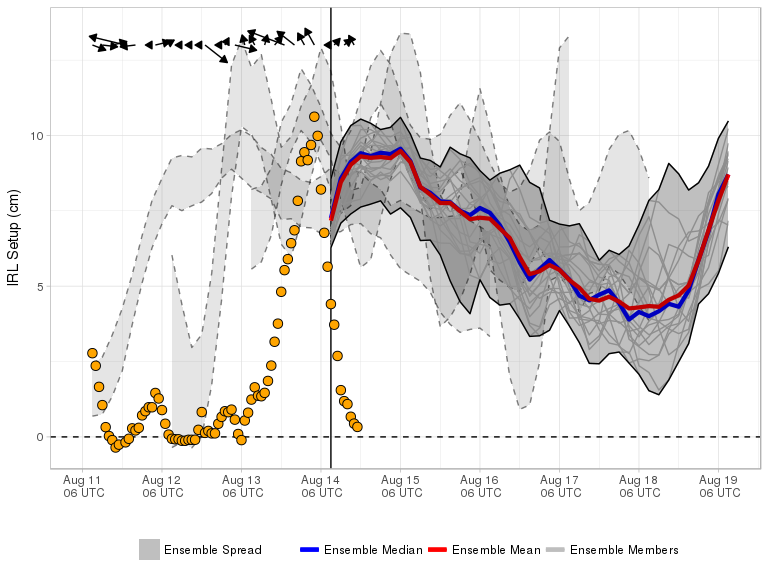 IRL Setup (cm)
10
5
0
Aug 11 Aug 12 Aug 13 Aug 14 Aug 15 Aug 16 Aug 17 Aug 18 Aug 19
06 UTC 06 UTC 06 UTC 06 UTC 06 UTC 06 UTC 06 UTC 06 UTC 06 UTC
Ensemble Spread Ensemble Median Ensemble Mean Ensemble Members